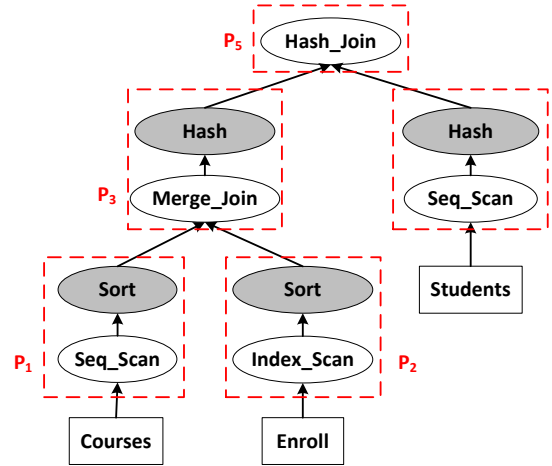 P5
Hash_Join
Hash
Hash
P3
Merge_Join
Seq_Scan
Sort
Sort
Students
P1
Seq_Scan
Index_Scan
P2
Courses
Enroll